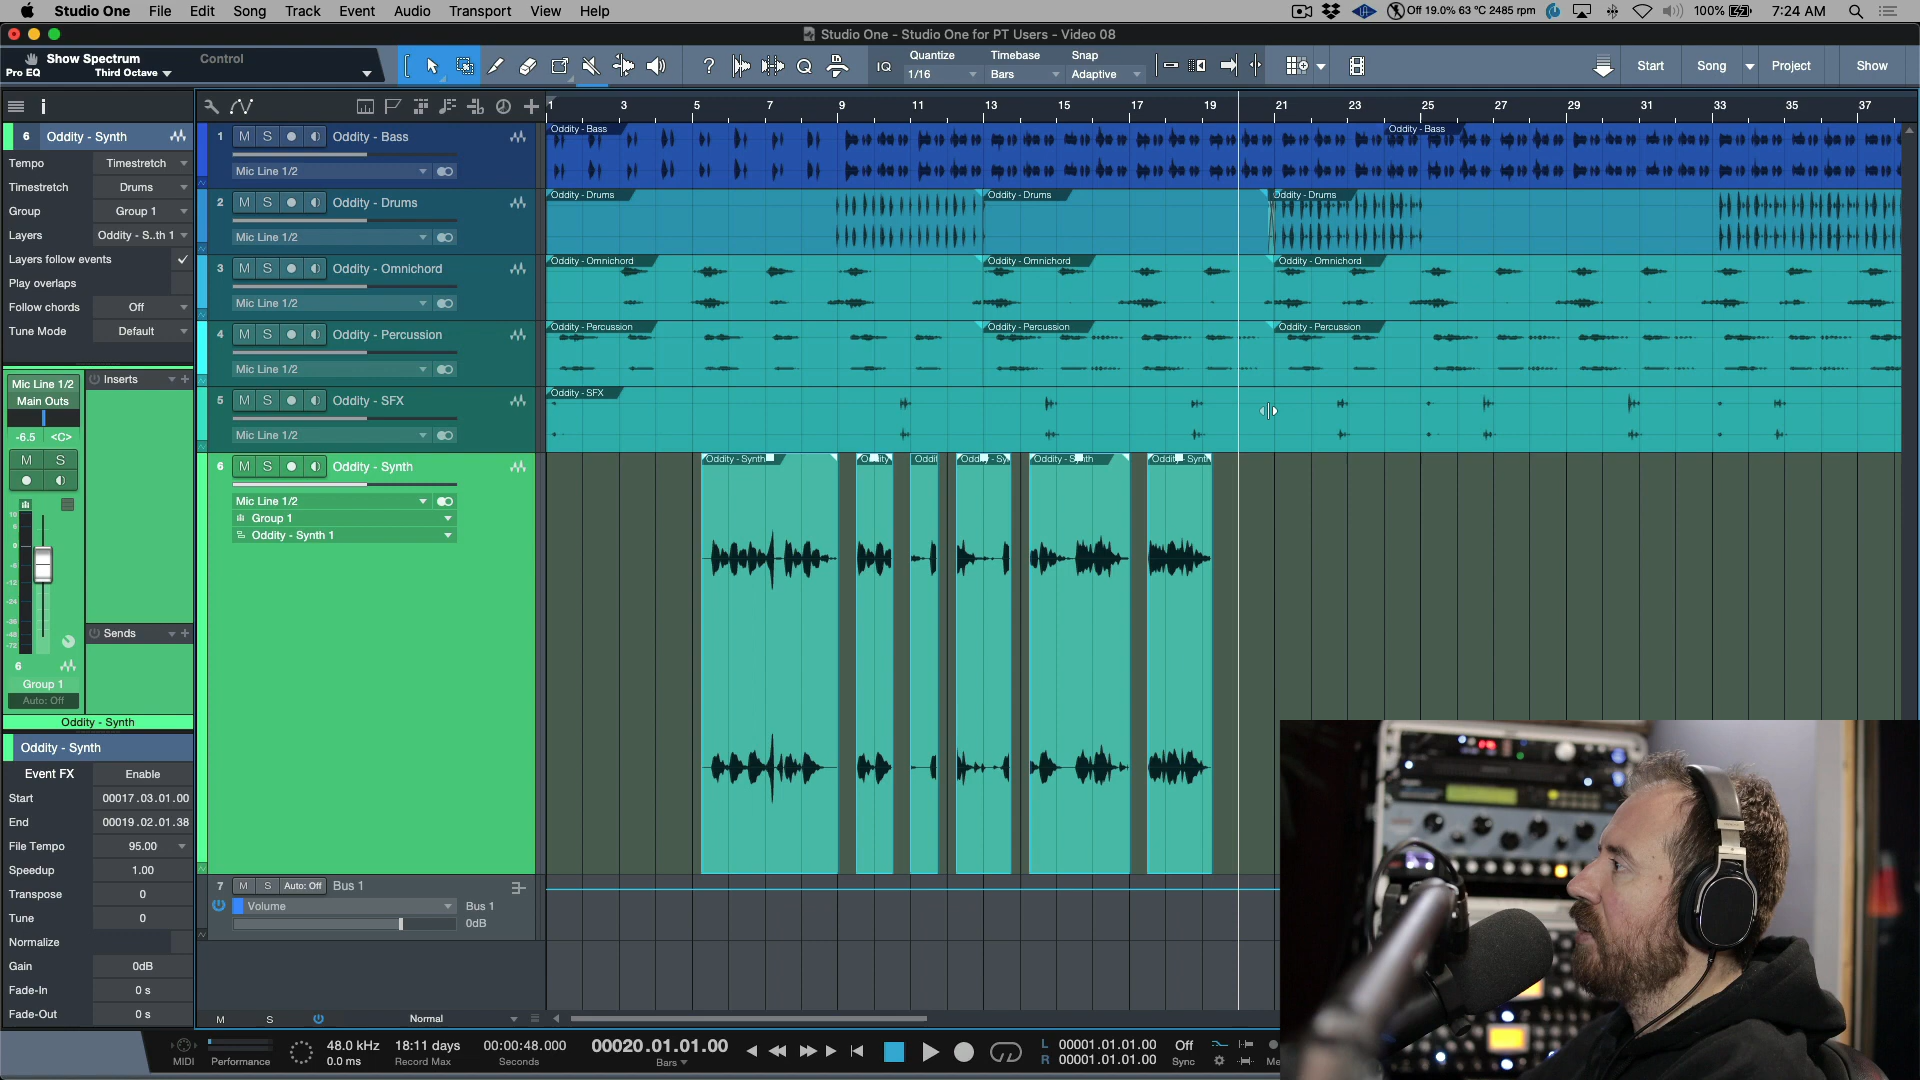 Studio One File Edit Song Track Event Audio Transport View Help
Off 19.0% 63 °C 2485 rpm 100% 7:24 AM
Studio One - Studio One for PT Users - Video 08
Show Spectrum Control
Pro EQ Third Octave
IQ
Quantize Timebase Snap
1/16 Bars Adaptive
Start Song Project Show
1 3 5 7 9 11 13 15 17 19 21 23 25 27 29 31 33 35 37
6 Oddity - Synth
Tempo Timestretch
Timestretch Drums
Group Group 1
Layers Oddity - S..th 1
Layers follow events
Play overlaps
Follow chords Off
Tune Mode Default
Mic Line 1/2 Inserts
Main Outs
-6.5 <C>
M S
Sends
6
Group 1
Auto: Off
Oddity - Synth
Oddity - Synth
Event FX Enable
Start 00017.03.01.00
End 00019.02.01.38
File Tempo 95.00
Speedup 1.00
Transpose 0
Tune 0
Normalize
Gain 0dB
Fade-In 0 s
Fade-Out 0 s
1 M S Oddity - Bass
Mic Line 1/2
2 M S Oddity - Drums
Mic Line 1/2
3 M S Oddity - Omnichord
Mic Line 1/2
4 M S Oddity - Percussion
Mic Line 1/2
5 M S Oddity - SFX
Mic Line 1/2
6 M S Oddity - Synth
Mic Line 1/2
Group 1
Oddity - Synth 1
7 M S Auto: Off Bus 1
Volume Bus 1
0dB
Oddity - Bass Oddity - Bass
Oddity - Drums Oddity - Drums Oddity - Drums
Oddity - Omnichord Oddity - Omnichord Oddity - Omnichord
Oddity - Percussion Oddity - Percussion Oddity - Percussion
Oddity - SFX
Oddity - Synth
M S Normal
MIDI Performance
48.0 kHz 18:11 days 00:00:48.000 00020.01.01.00
0.0 ms Record Max Seconds Bars
L 00001.01.01.00 Off
R 00001.01.01.00 Sync